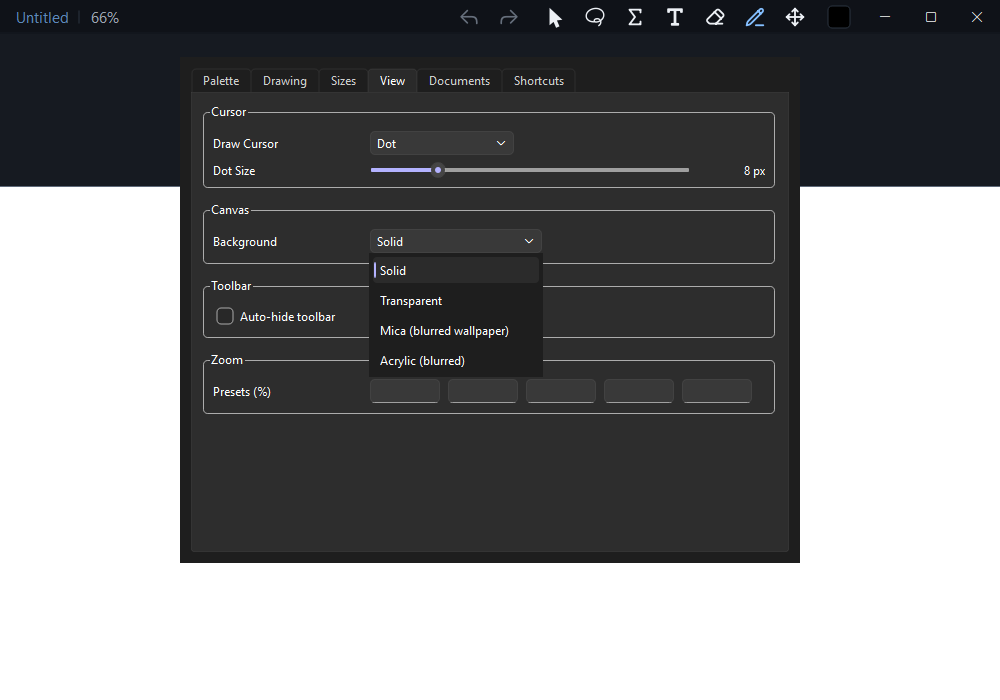 Untitled 66%
Palette Drawing Sizes View Documents Shortcuts
Cursor
Draw Cursor Dot
Dot Size 8 px
Canvas
Background Solid
Solid
Transparent
Mica (blurred wallpaper)
Acrylic (blurred)
Toolbar
Auto-hide toolbar
Zoom
Presets (%)